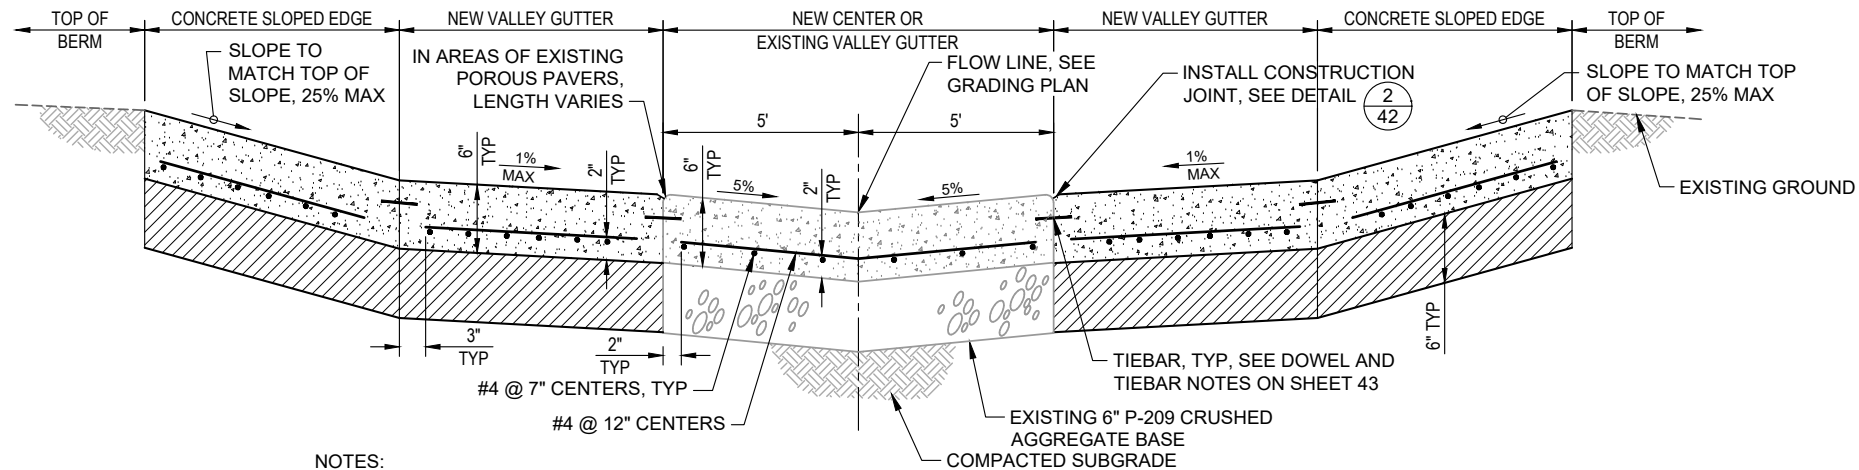 TOP OF
BERM
CONCRETE SLOPED EDGE
NEW VALLEY GUTTER
NEW CENTER OR
EXISTING VALLEY GUTTER
NEW VALLEY GUTTER
CONCRETE SLOPED EDGE
TOP OF
BERM
SLOPE TO
MATCH TOP OF
SLOPE, 25% MAX
IN AREAS OF EXISTING
POROUS PAVERS,
LENGTH VARIES
FLOW LINE, SEE
GRADING PLAN
INSTALL CONSTRUCTION
JOINT, SEE DETAIL
2
42
SLOPE TO MATCH TOP
OF SLOPE, 25% MAX
5'
5'
6"
TYP
1%
MAX
2"
TYP
6"
TYP
5%
2"
TYP
5%
1%
MAX
EXISTING GROUND
6" TYP
3"
TYP
2"
TYP
#4 @ 7" CENTERS, TYP
#4 @ 12" CENTERS
TIEBAR, TYP, SEE DOWEL AND
TIEBAR NOTES ON SHEET 43
EXISTING 6" P-209 CRUSHED
AGGREGATE BASE
COMPACTED SUBGRADE
NOTES: